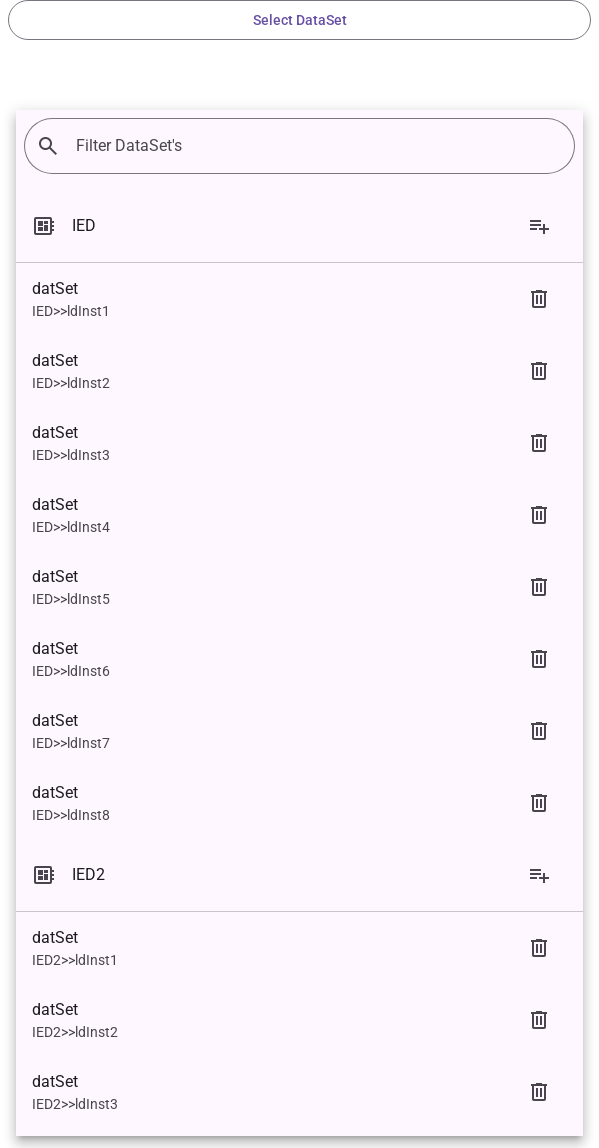 Select DataSet
Filter DataSet's
IED
datSet
IED>>ldInst1
datSet
IED>>ldInst2
datSet
IED>>ldInst3
datSet
IED>>ldInst4
datSet
IED>>ldInst5
datSet
IED>>ldInst6
datSet
IED>>ldInst7
datSet
IED>>ldInst8
IED2
datSet
IED2>>ldInst1
datSet
IED2>>ldInst2
datSet
IED2>>ldInst3